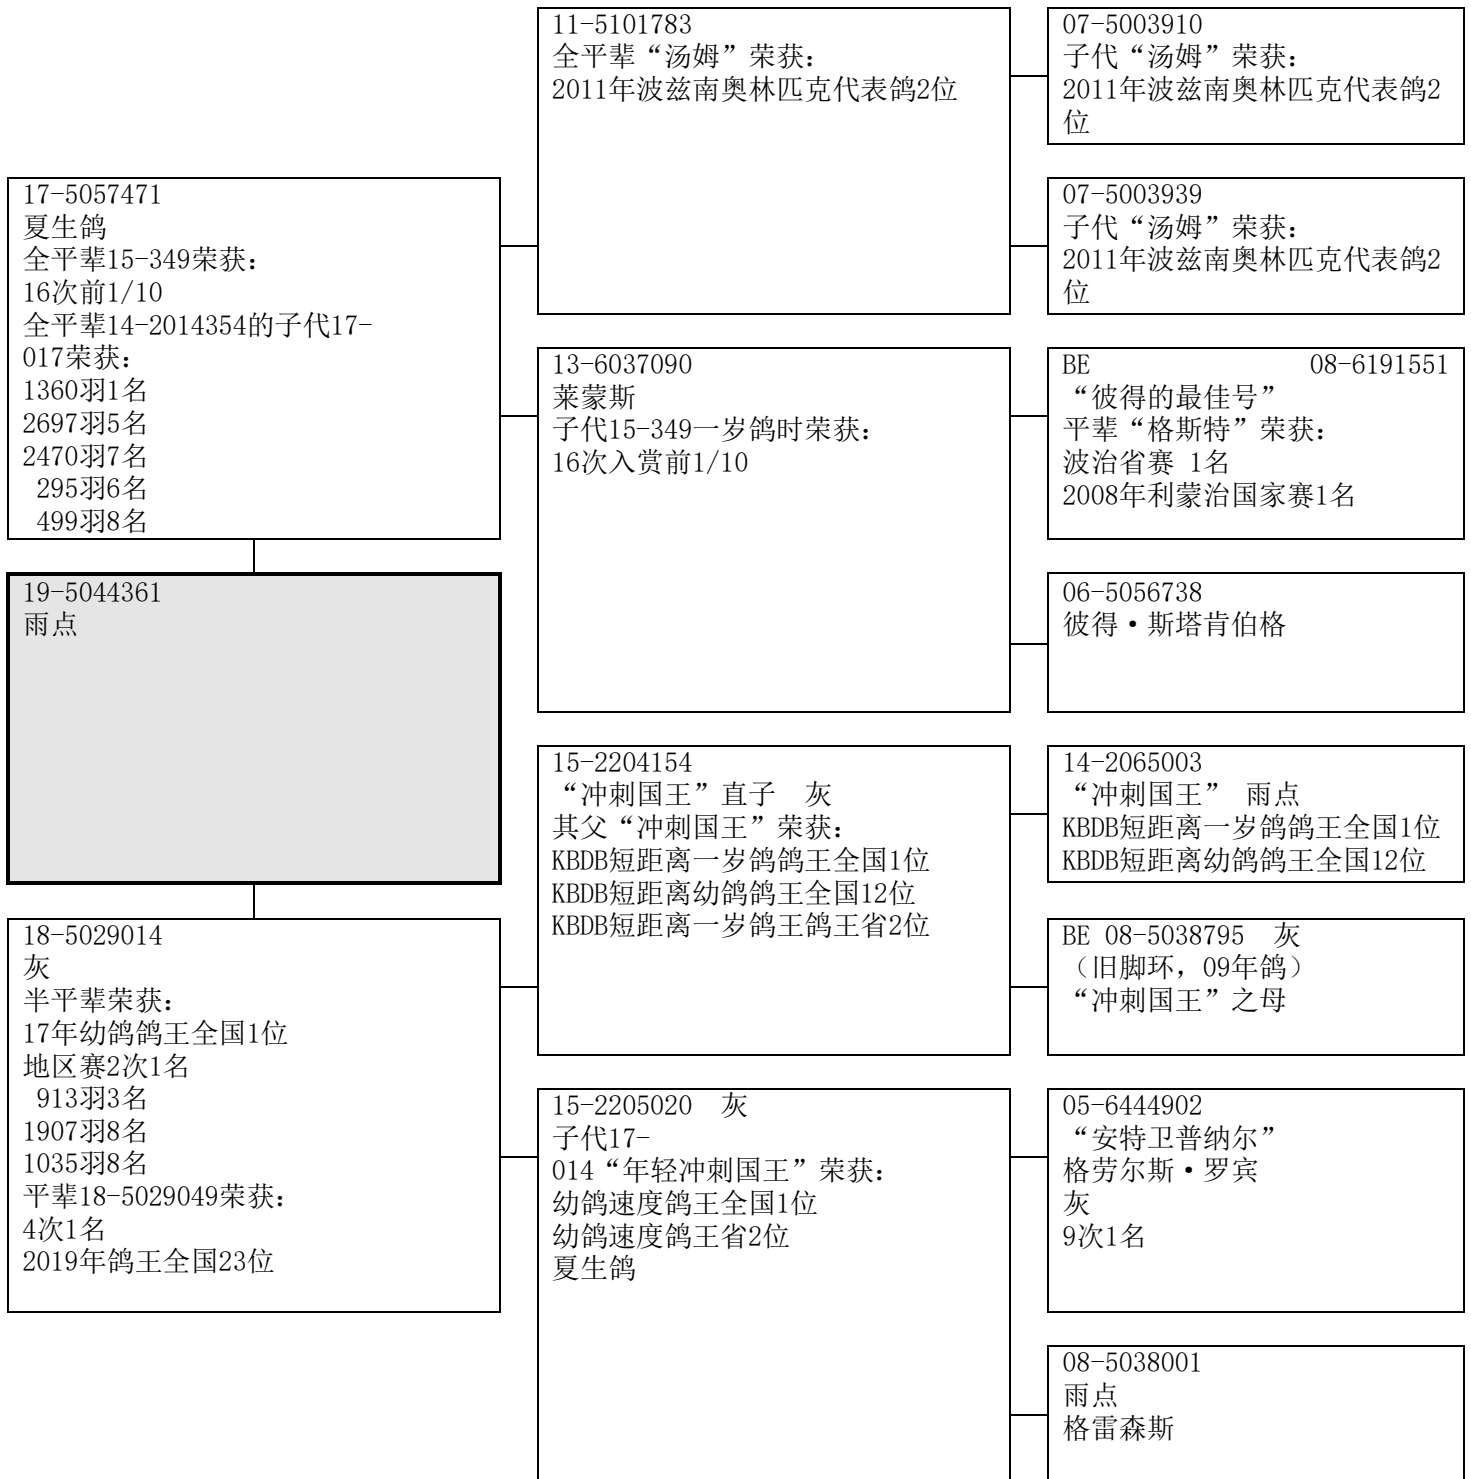 11-5101783
全平辈“汤姆”荣获：
2011年波兹南奥林匹克代表鸽2位
07-5003910
子代“汤姆”荣获：
2011年波兹南奥林匹克代表鸽2
位
17-5057471
夏生鸽
全平辈15-349荣获：
16次前1/10
全平辈14-2014354的子代17-
017荣获：
1360羽1名
2697羽5名
2470羽7名
295羽6名
499羽8名
07-5003939
子代“汤姆”荣获：
2011年波兹南奥林匹克代表鸽2
位
13-6037090
莱蒙斯
子代15-349一岁鸽时荣获：
16次入赏前1/10
BE 08-6191551
“彼得的最佳号”
平辈“格斯特”荣获：
波治省赛 1名
2008年利蒙治国家赛1名
19-5044361
雨点
06-5056738
彼得·斯塔肯伯格
15-2204154
“冲刺国王”直子 灰
其父“冲刺国王”荣获：
KBDB短距离一岁鸽鸽王全国1位
KBDB短距离幼鸽鸽王全国12位
KBDB短距离一岁鸽王鸽王省2位
14-2065003
“冲刺国王” 雨点
KBDB短距离一岁鸽鸽王全国1位
KBDB短距离幼鸽鸽王全国12位
18-5029014
灰
半平辈荣获：
17年幼鸽鸽王全国1位
地区赛2次1名
913羽3名
1907羽8名
1035羽8名
平辈18-5029049荣获：
4次1名
2019年鸽王全国23位
BE 08-5038795 灰
（旧脚环，09年鸽）
“冲刺国王”之母
15-2205020 灰
子代17-
014“年轻冲刺国王”荣获：
幼鸽速度鸽王全国1位
幼鸽速度鸽王省2位
夏生鸽
05-6444902
“安特卫普纳尔”
格劳尔斯·罗宾
灰
9次1名
08-5038001
雨点
格雷森斯